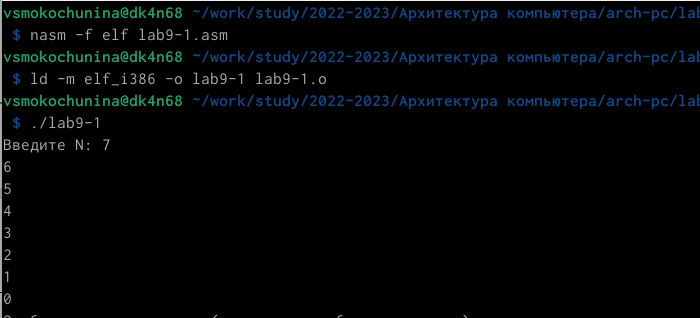 vsmokochunina@dk4n68 ~/work/study/2022-2023/Архитектура компьютера/arch-pc/lab
$ nasm -f elf lab9-1.asm
vsmokochunina@dk4n68 ~/work/study/2022-2023/Архитектура компьютера/arch-pc/lab
$ ld -m elf_i386 -o lab9-1 lab9-1.o
vsmokochunina@dk4n68 ~/work/study/2022-2023/Архитектура компьютера/arch-pc/lab
$ ./lab9-1
Введите N: 7
6
5
4
3
2
1
0